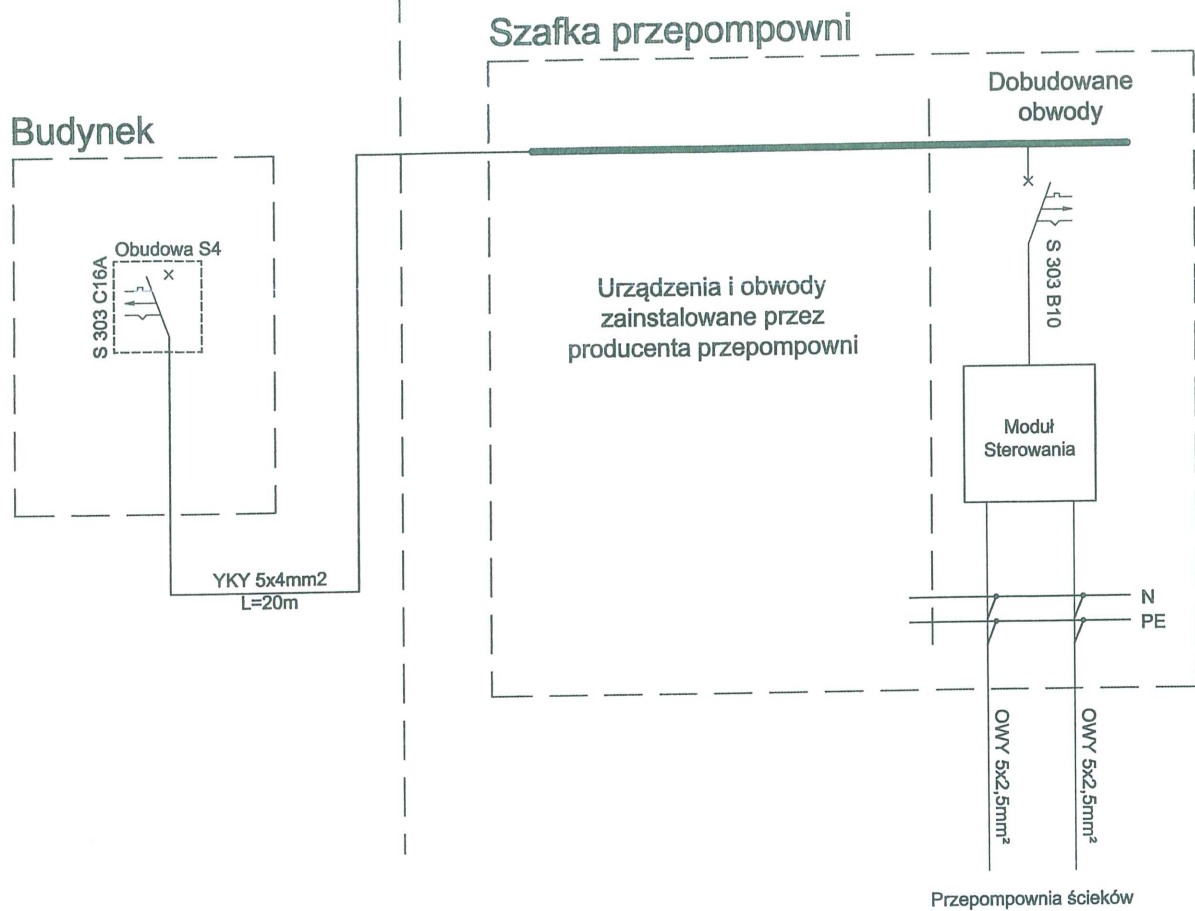 Szafka przepompowni
Dobudowane
obwody
Budynek
Obudowa S4
S 303 C16A
S 303 B10
Urządzenia i obwody
zainstalowane przez
producenta przepompowni
Moduł
Sterowania
YKY 5x4mm2
L=20m
N
PE
OWY 5x2,5mm²
OWY 5x2,5mm²
Przepompownia ścieków